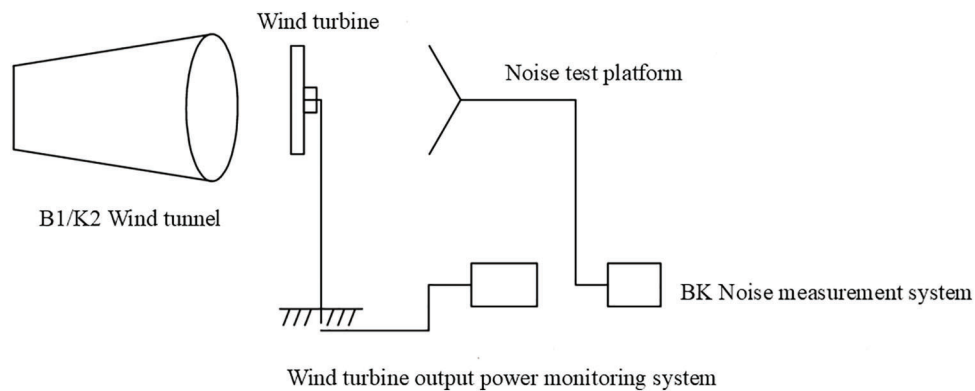 Wind turbine
Noise test platform
B1/K2 Wind tunnel
BK Noise measurement system
Wind turbine output power monitoring system